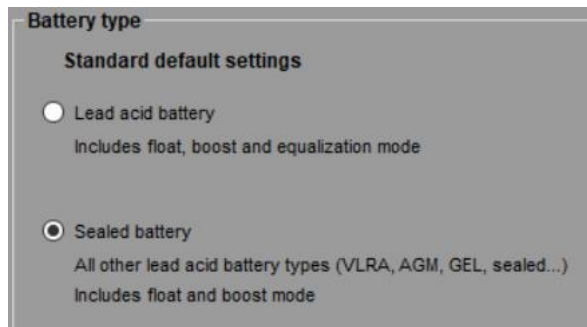 Battery type
Standard default settings
Lead acid battery
Includes float, boost and equalization mode
Sealed battery
All other lead acid battery types (VLRA, AGM, GEL, sealed...)
Includes float and boost mode